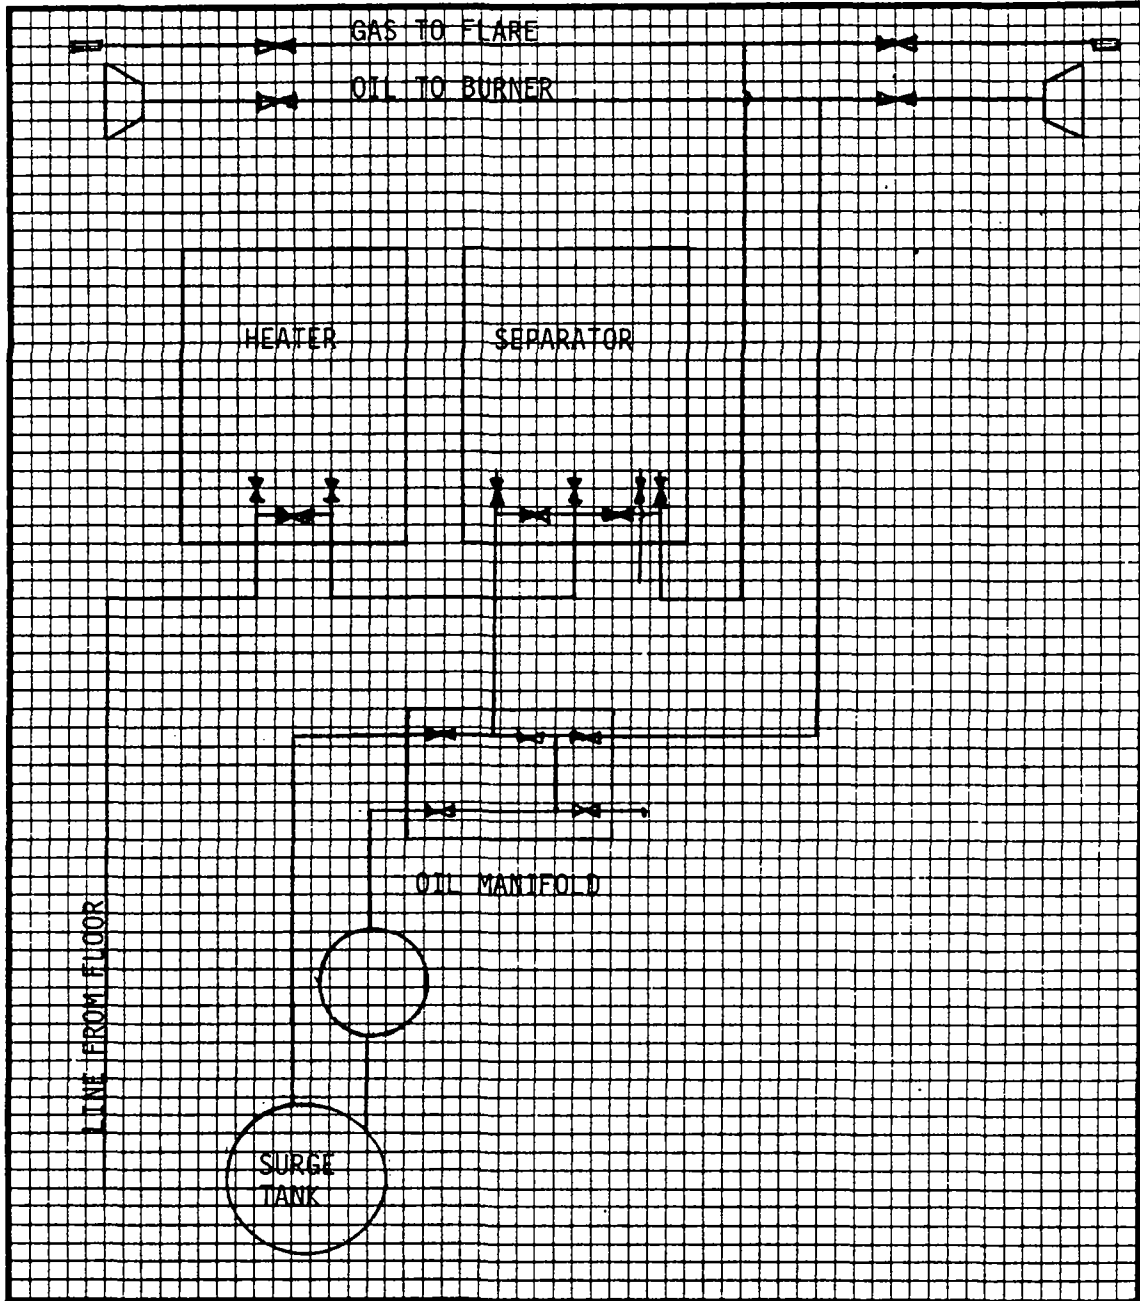 GAS TO FLARE
OIL TO BURNER
HEATER
SEPARATOR
OIL MANIFOLD
LINE FROM FLOOR
SURGE
TANK